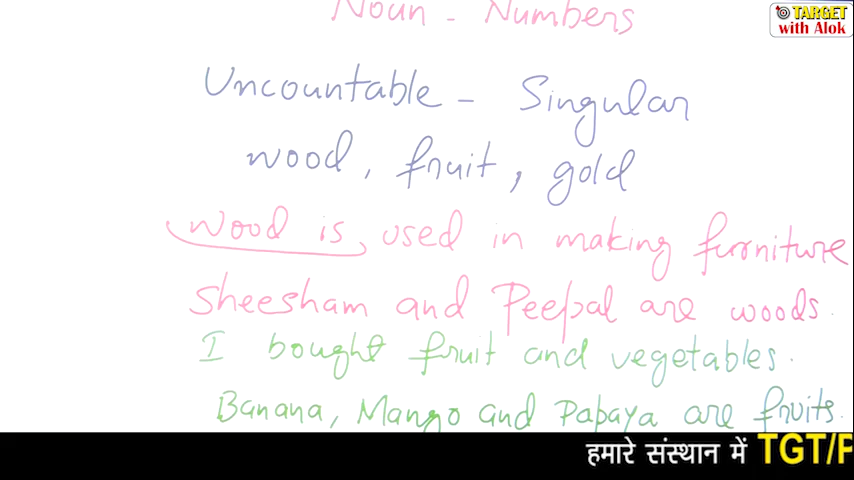 Noun - Numbers
TARGET
with Alok
Uncountable - Singular
wood, fruit, gold
Wood is, used in making furniture
Sheesham and Peepal are woods.
I bought fruit and vegetables.
Banana, Mango and Papaya are fruits.
हमारे संस्थान में TGT/P